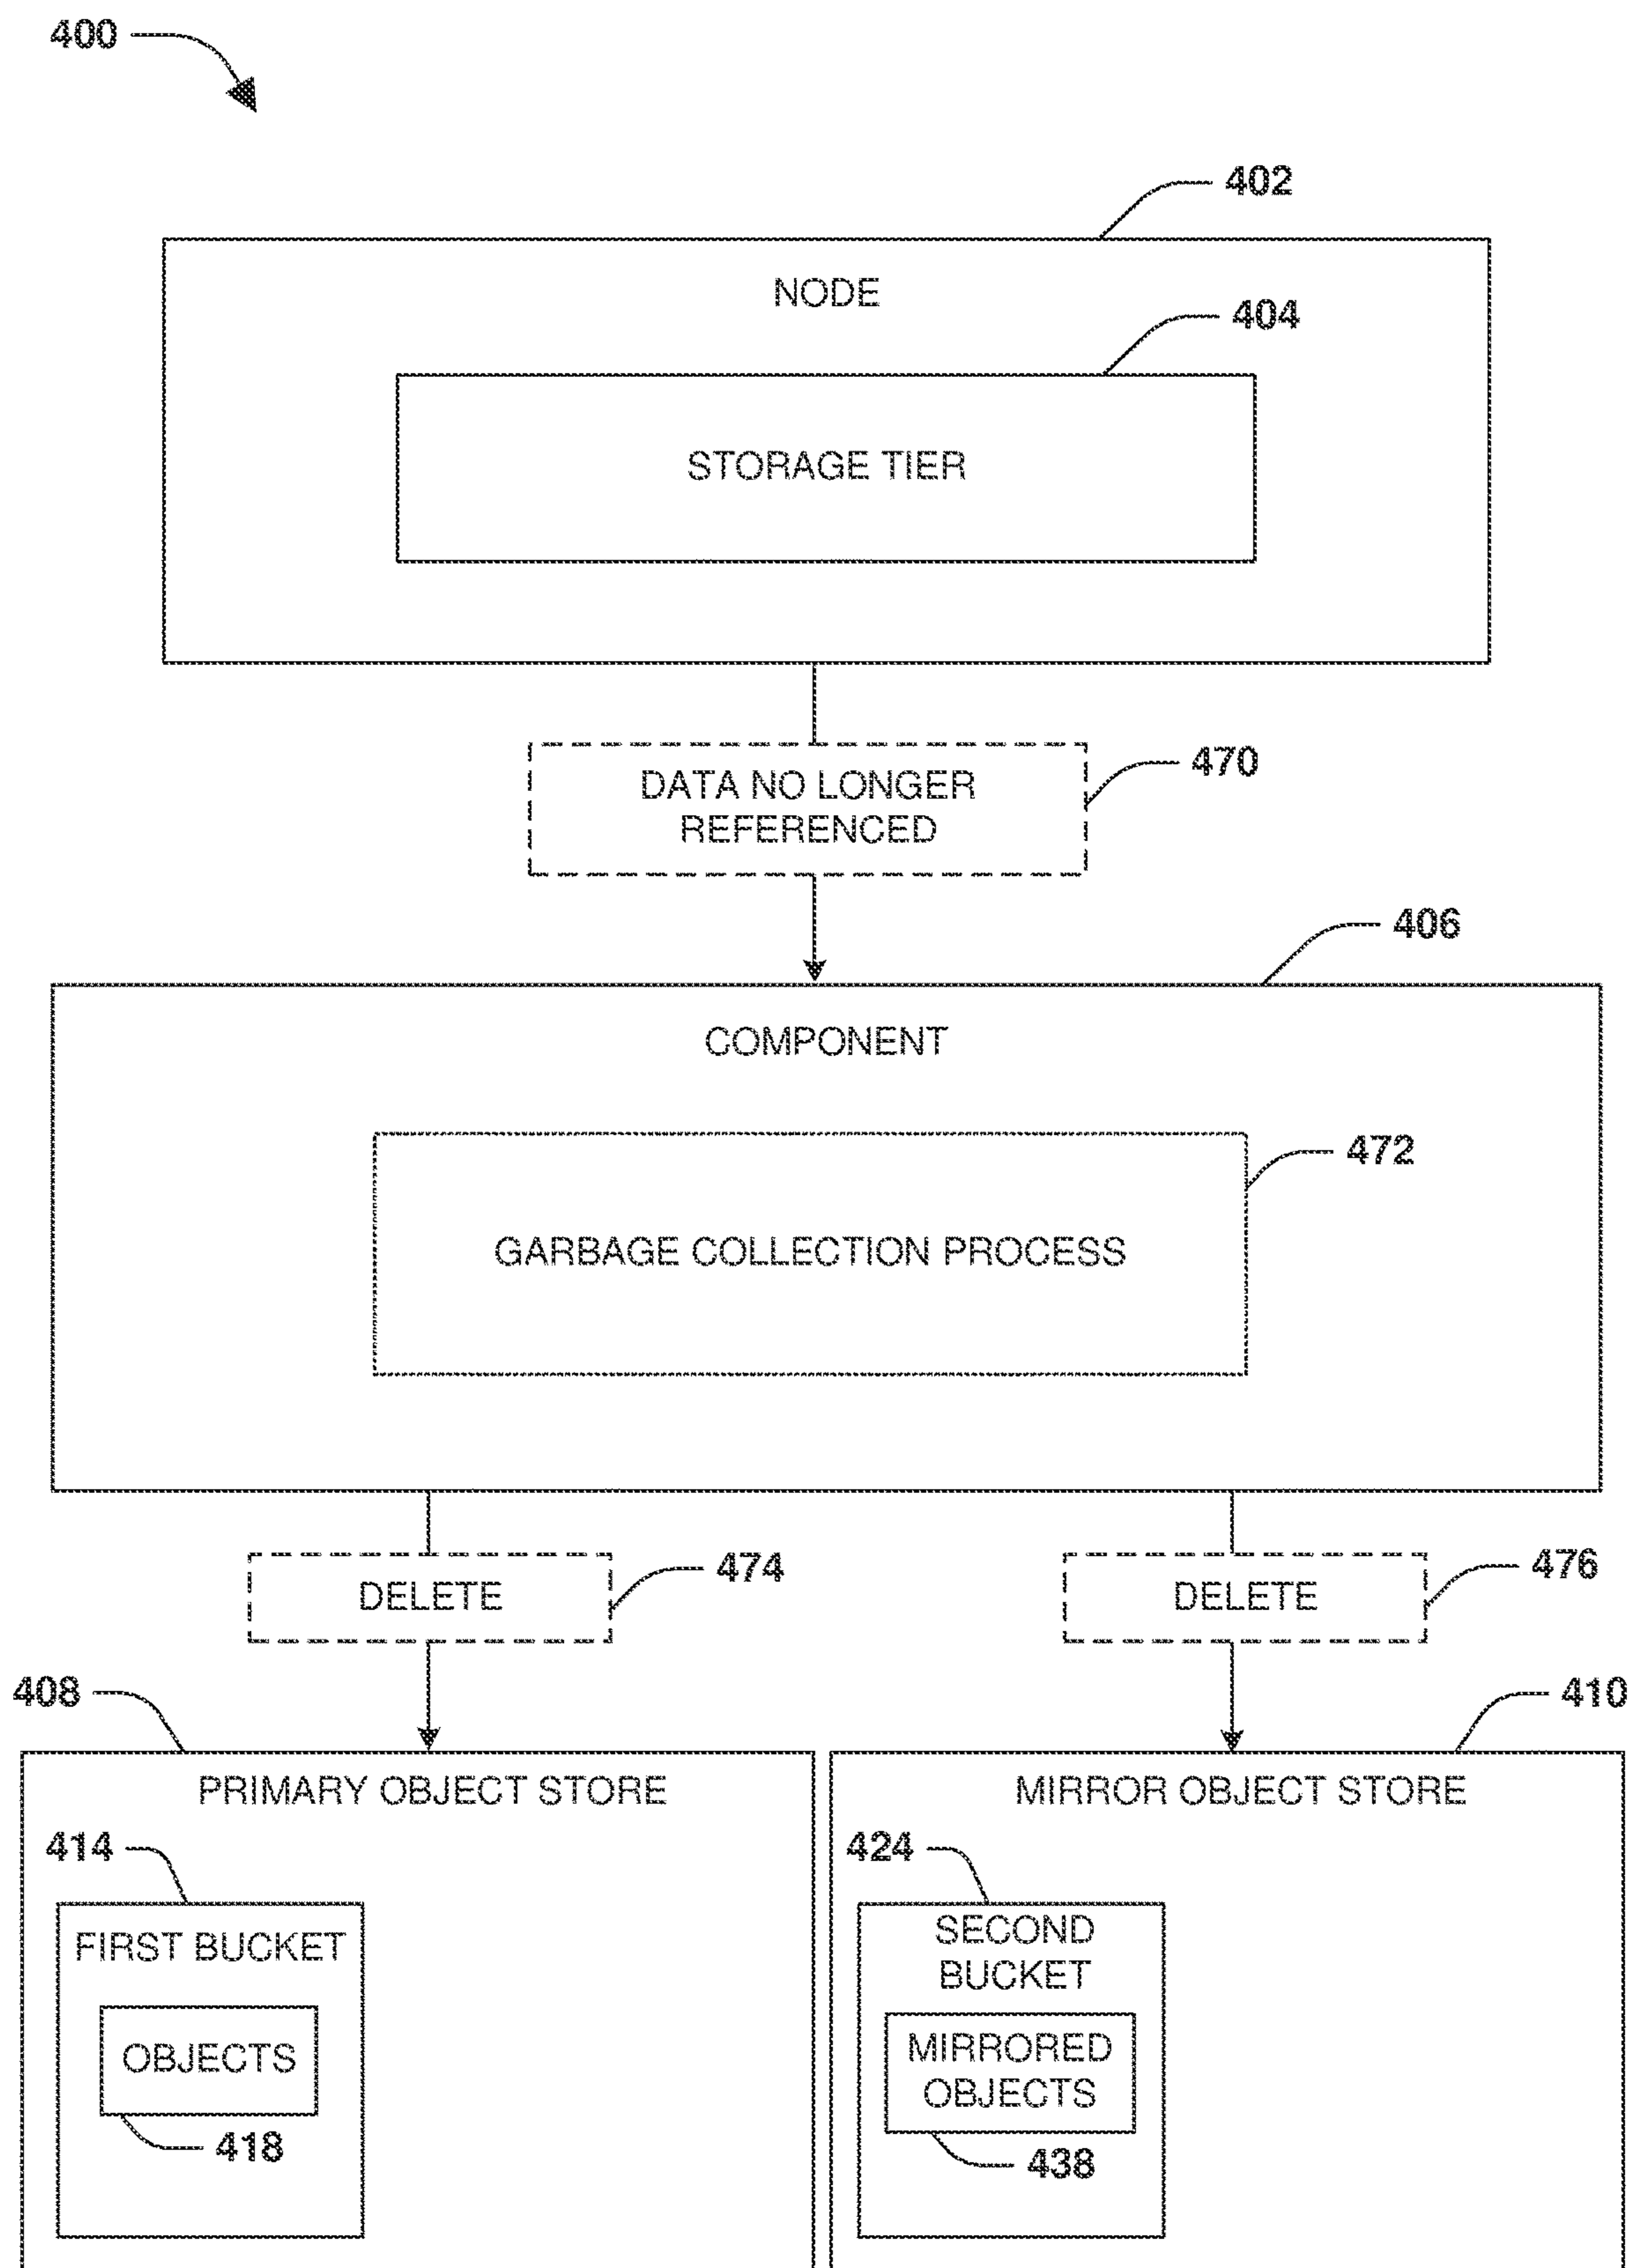 400
402
NODE
404
STORAGE TIER
DATA NO LONGER
REFERENCED
470
406
COMPONENT
472
GARBAGE COLLECTION PROCESS
DELETE
474
DELETE
476
408
410
PRIMARY OBJECT STORE
MIRROR OBJECT STORE
414
424
FIRST BUCKET
SECOND
BUCKET
OBJECTS
MIRRORED
OBJECTS
418
438